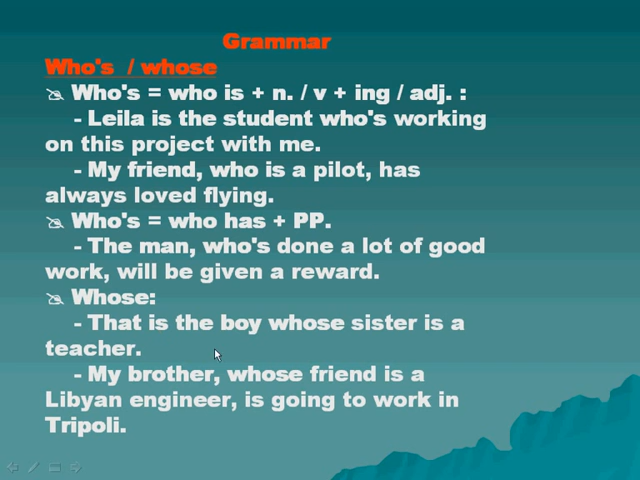 Grammar
Who's / whose
Who's = who is + n. / v + ing / adj. :
- Leila is the student who's working
on this project with me.
- My friend, who is a pilot, has
always loved flying.
Who's = who has + PP.
- The man, who's done a lot of good
work, will be given a reward.
Whose:
- That is the boy whose sister is a
teacher.
- My brother, whose friend is a
Libyan engineer, is going to work in
Tripoli.